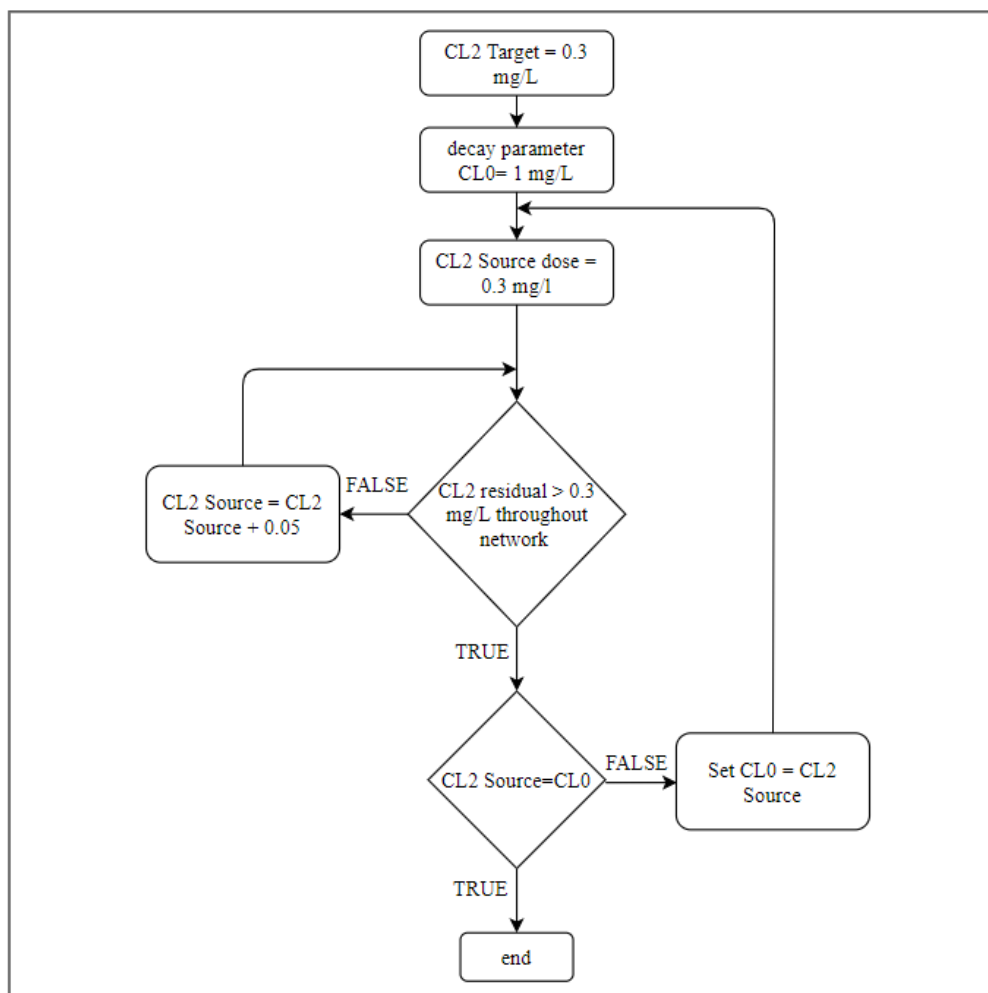 CL2 Target = 0.3
mg/L
decay parameter
CL0= 1 mg/L
CL2 Source dose =
0.3 mg/l
CL2 Source = CL2
Source + 0.05
FALSE
CL2 residual > 0.3
mg/L throughout
network
TRUE
CL2 Source=CL0
FALSE
Set CL0 = CL2
Source
TRUE
end